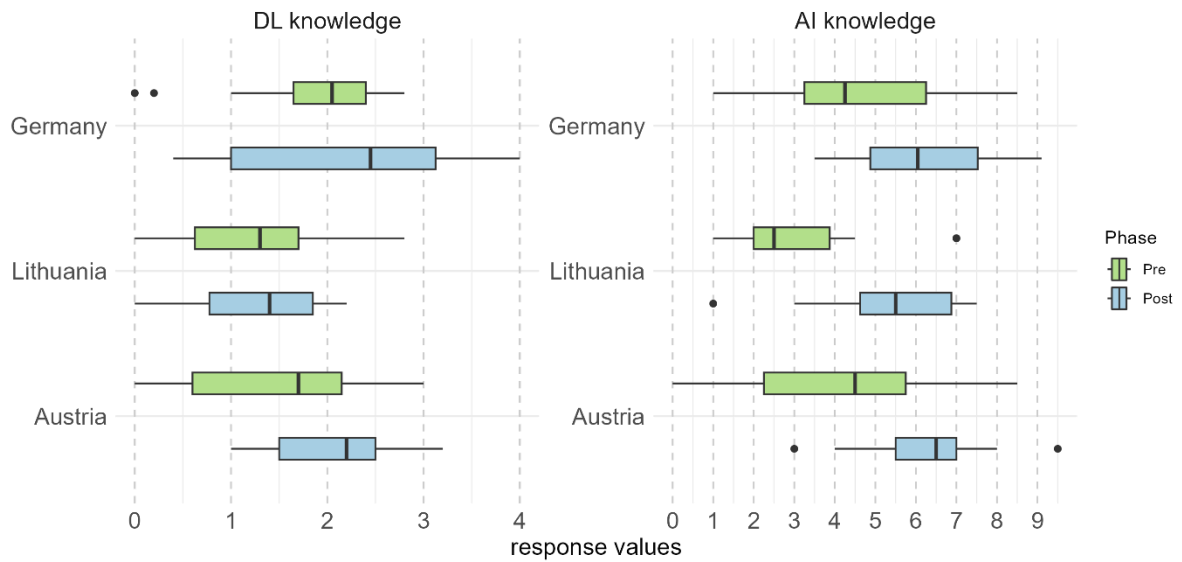 DL knowledge
AI knowledge
Germany
Germany
Lithuania
Lithuania
Austria
Austria
0 1 2 3 4
0 1 2 3 4 5 6 7 8 9
response values
Phase
Pre
Post